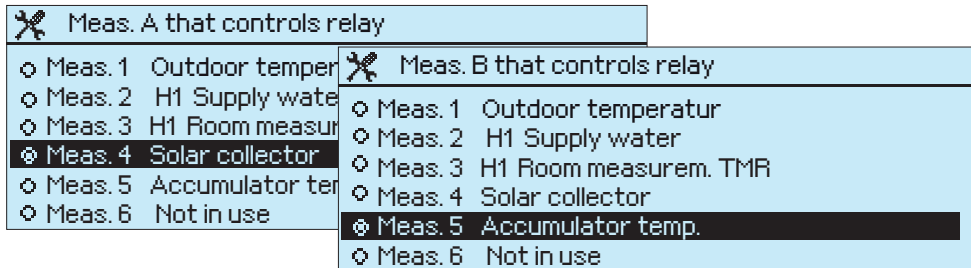 Meas. A that controls relay
Meas. 1 Outdoor temper
Meas. 2 H1 Supply wate
Meas. 3 H1 Room measur
Meas. 4 Solar collector
Meas. 5 Accumulator ter
Meas. 6 Not in use
Meas. B that controls relay
Meas. 1 Outdoor temperatur
Meas. 2 H1 Supply water
Meas. 3 H1 Room measurem. TMR
Meas. 4 Solar collector
Meas. 5 Accumulator temp.
Meas. 6 Not in use